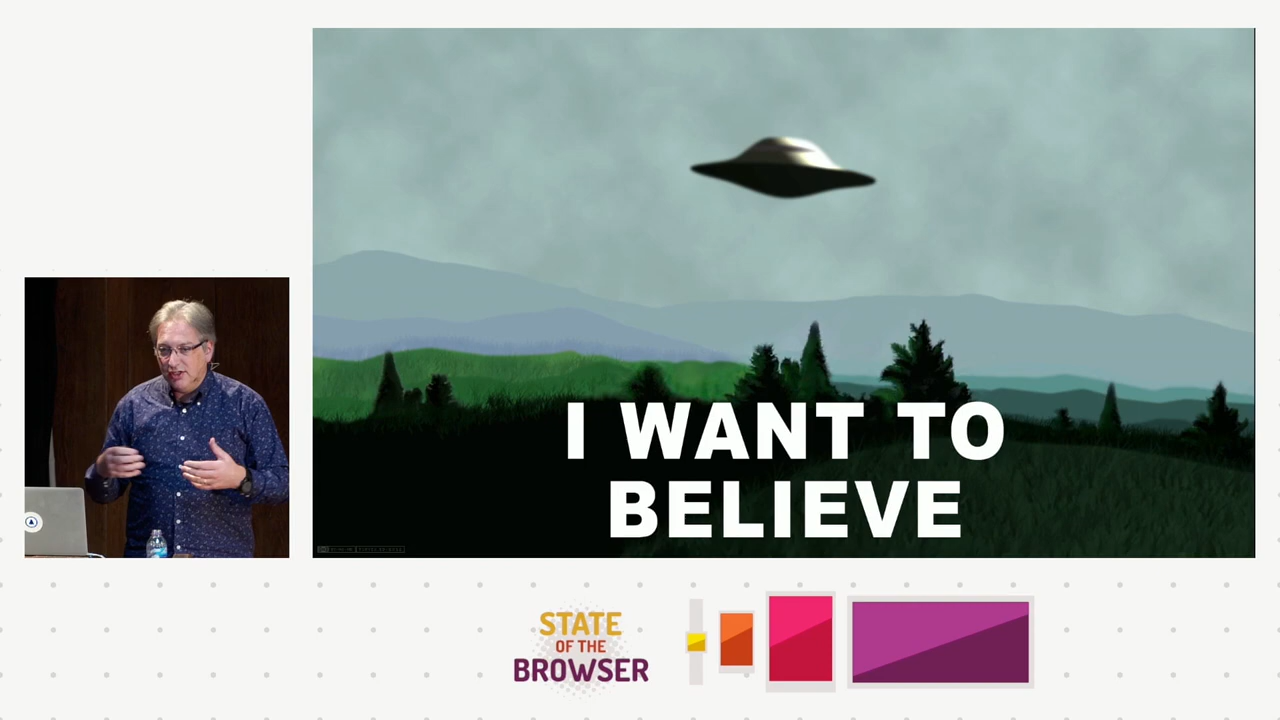 I WANT TO
BELIEVE
STATE
OF THE
BROWSER